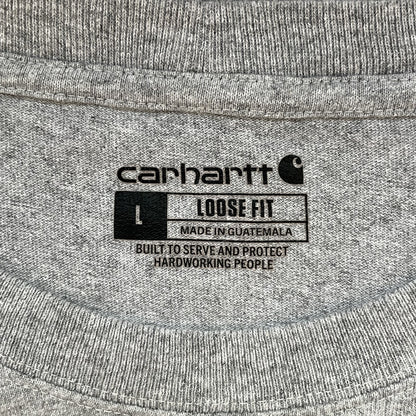 carhartt
L
LOOSE FIT
MADE IN GUATEMALA
BUILT TO SERVE AND PROTECT
HARDWORKING PEOPLE